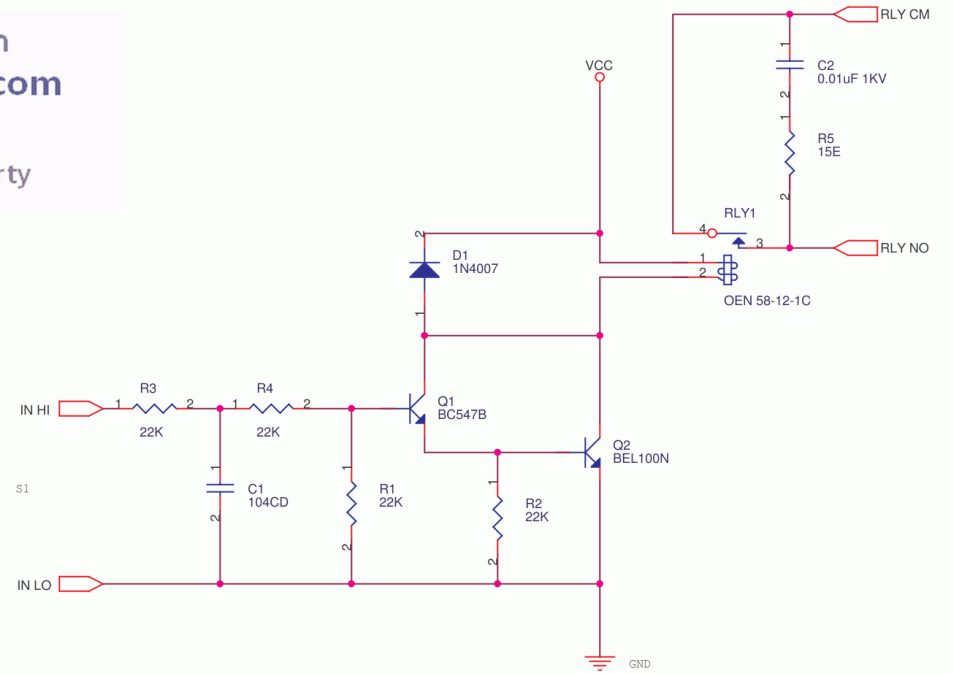 n
com
rty
RLY CM
1
C2
0.01uF 1KV
2
1
R5
15E
2
VCC
RLY1
4
3
RLY NO
1
2
OEN 58-12-1C
2
D1
1N4007
1
IN HI
1
R3
2
22K
1
R4
2
22K
Q1
BC547B
Q2
BEL100N
S1
1
C1
104CD
2
1
R1
22K
2
1
R2
22K
2
IN LO
GND